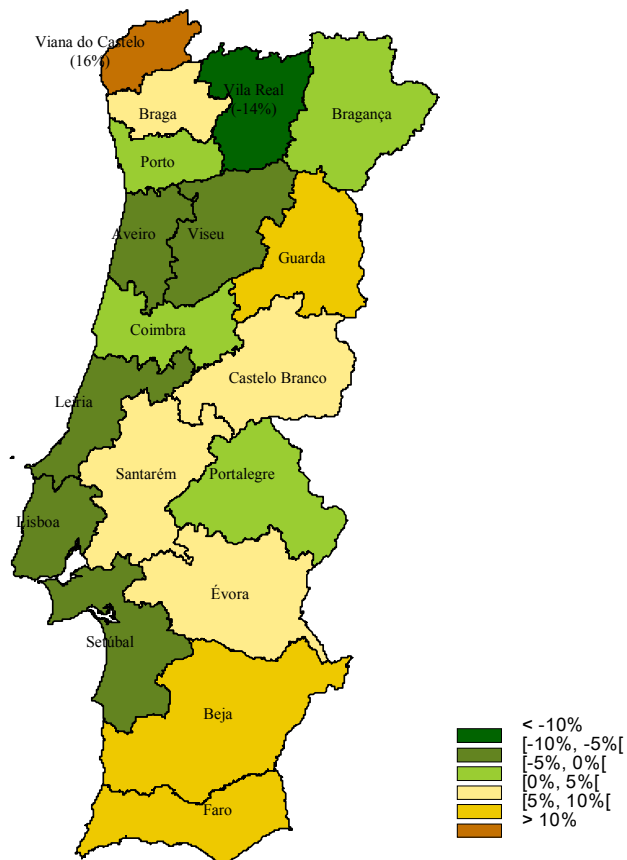 Viana do Castelo
(16%)
Vila Real
(-14%)
Braga
Bragança
Porto
Aveiro
Viseu
Guarda
Coimbra
Castelo Branco
Leiria
Santarém
Portalegre
Lisboa
Évora
Setúbal
Beja
Faro
< -10%
[-10%, -5%[
[-5%, 0%[
[0%, 5%[
[5%, 10%[
> 10%